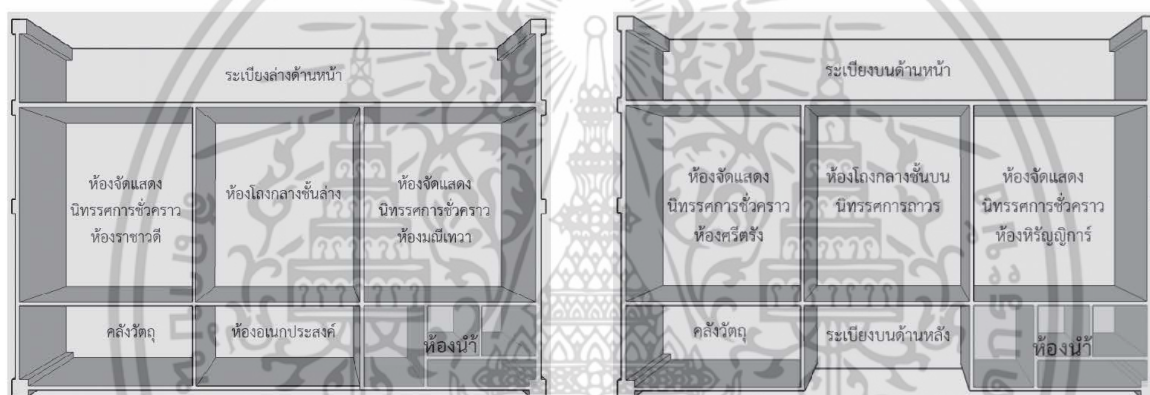 ระเบียงล่างด้านหน้า
ห้องจัดแสดง
นิทรรศการชั่วคราว
ห้องราชาวดี
ห้องโถงกลางชั้นล่าง
ห้องจัดแสดง
นิทรรศการชั่วคราว
ห้องมณีเทวา
คลังวัตถุ
ห้องอเนกประสงค์
ห้องน้ำ
ระเบียงบนด้านหน้า
ห้องจัดแสดง
นิทรรศการชั่วคราว
ห้องศรีตรัง
ห้องโถงกลางชั้นบน
นิทรรศการถาวร
ห้องจัดแสดง
นิทรรศการชั่วคราว
ห้องหิรัญญิการ์
คลังวัตถุ
ระเบียงบนด้านหลัง
ห้องน้ำ